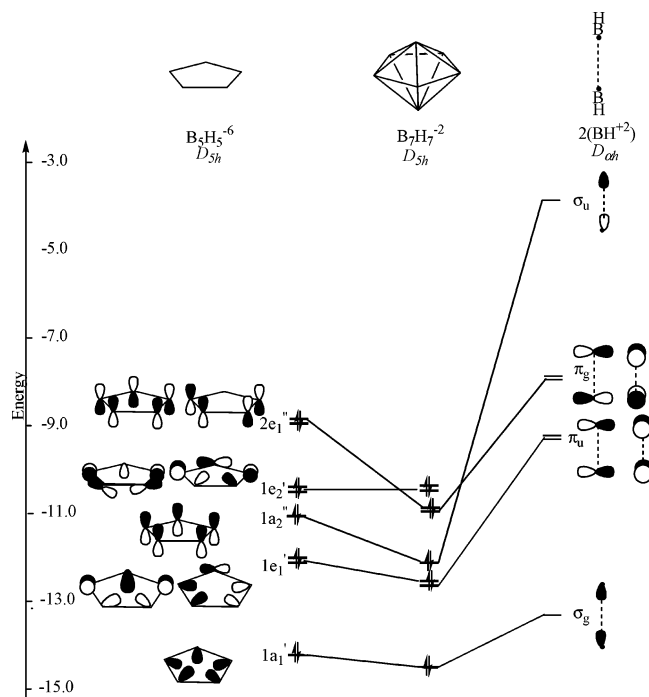 H
B
B
H
B₅H₅⁻⁶
D5h
B₇H₇⁻²
D5h
2(BH⁺²)
Dαh
-3.0
σu
-5.0
-7.0
πg
Energy
-9.0
2e₁"
πu
1e₂'
-11.0
1a₂"
1e₁'
-13.0
σg
1a₁'
-15.0